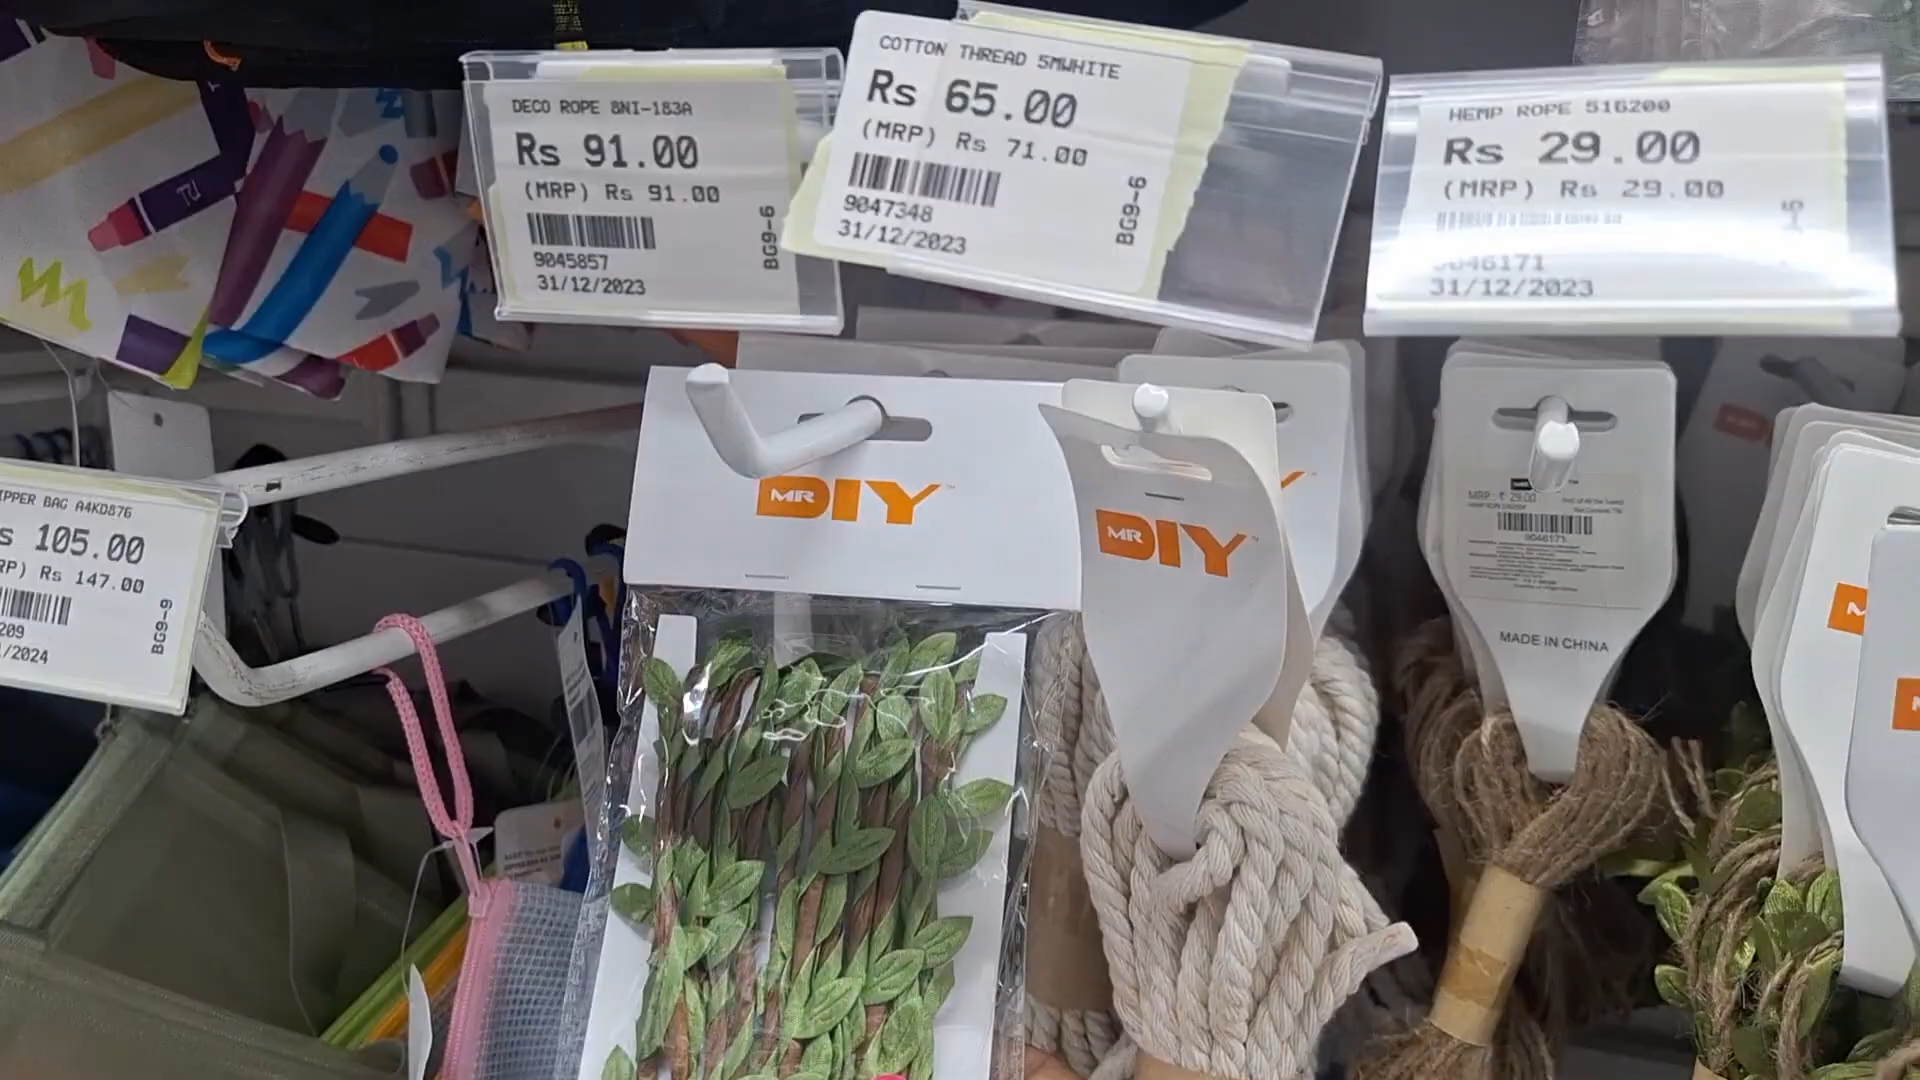 DECO ROPE 8NI-183A
Rs 91.00
(MRP) Rs 91.00
9045857
31/12/2023
BG9-6
COTTON THREAD 5MWHITE
Rs 65.00
(MRP) Rs 71.00
9047348
31/12/2023
BG9-6
HEMP ROPE 516200
Rs 29.00
(MRP) Rs 29.00
9046171
31/12/2023
IPPER BAG A4KD876
s 105.00
RP) Rs 147.00
209
/2024
BG9-9
MR DIY
MR DIY
MRP : ₹ 29.00
9046171
MADE IN CHINA